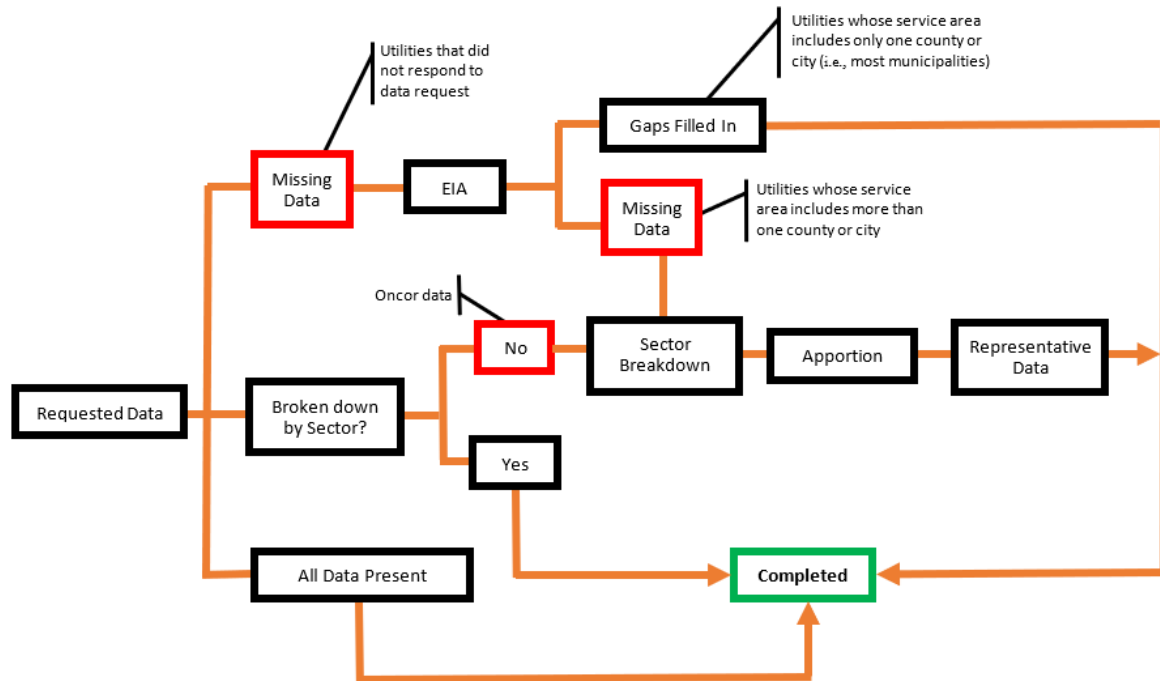 Utilities that did
not respond to
data request
Utilities whose service area
includes only one county or
city (i.e., most municipalities)
Gaps Filled In
Missing
Data
EIA
Missing
Data
Utilities whose service
area includes more than
one county or city
Oncor data
No
Sector
Breakdown
Apportion
Representative
Data
Requested Data
Broken down
by Sector?
Yes
All Data Present
Completed